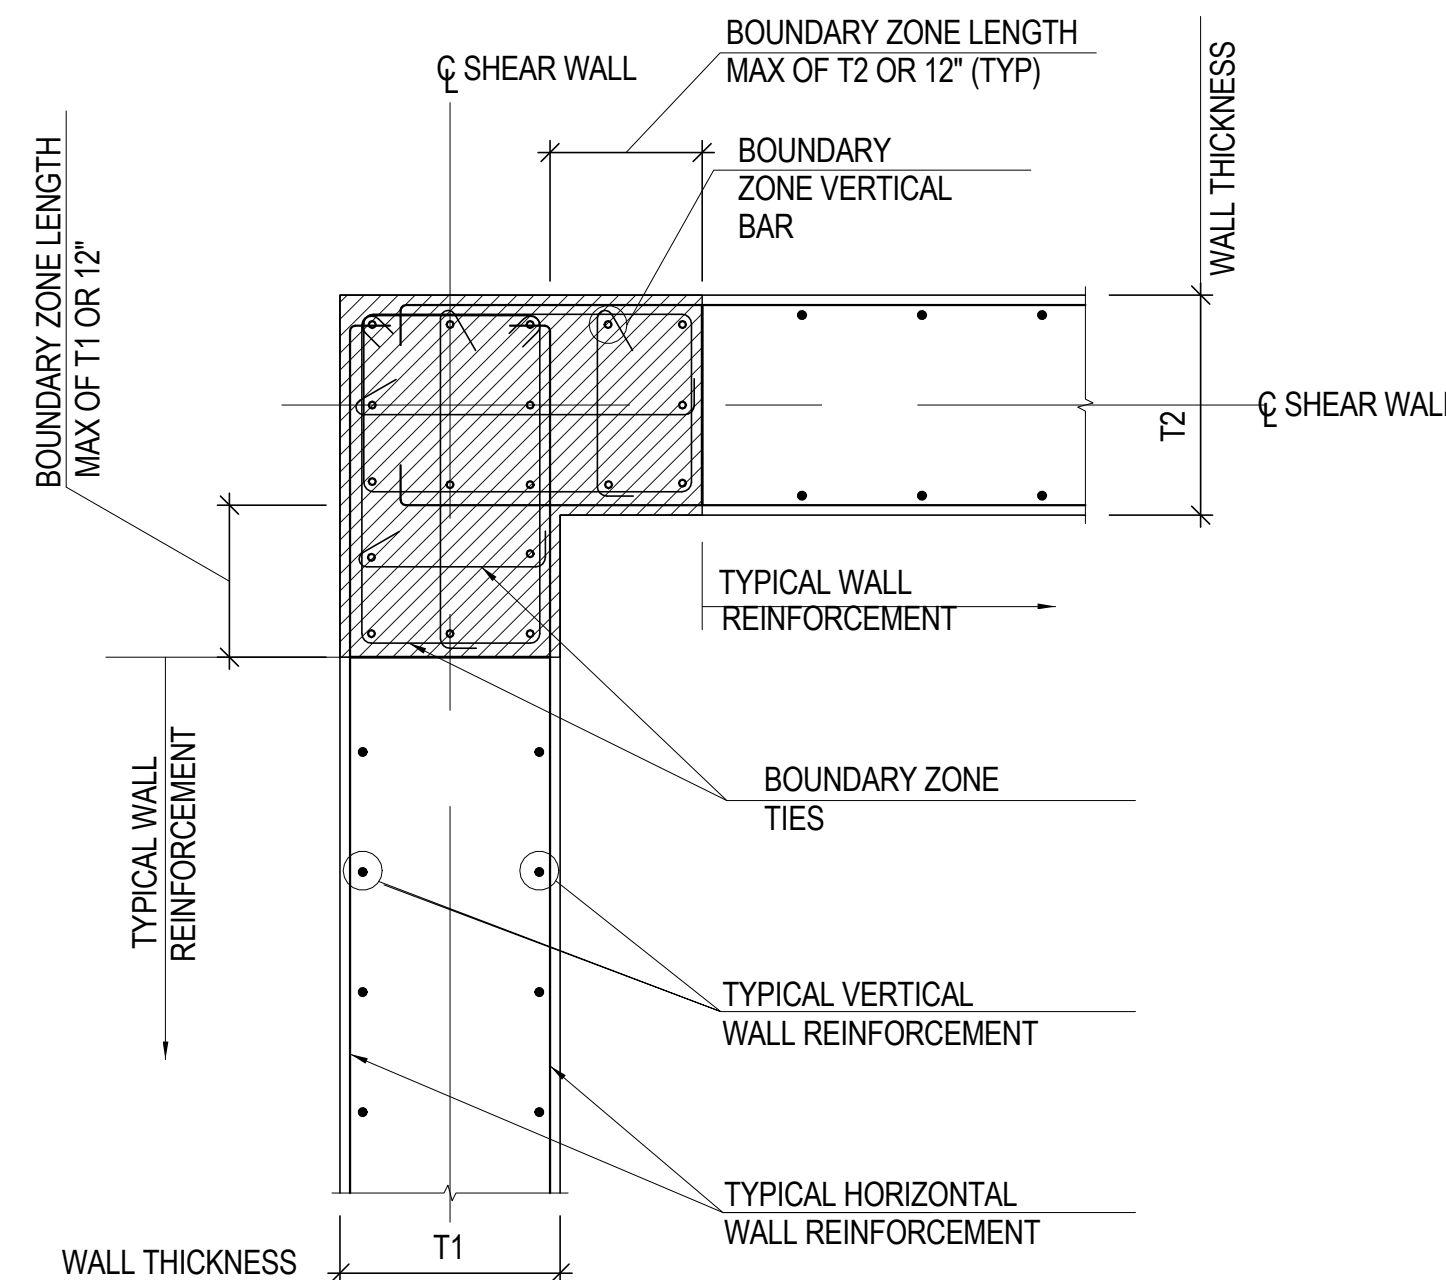 BOUNDARY ZONE LENGTH
MAX OF T2 OR 12" (TYP)
℄ SHEAR WALL
WALL THICKNESS
BOUNDARY
ZONE VERTICAL
BAR
BOUNDARY ZONE LENGTH
MAX OF T1 OR 12"
T2
℄ SHEAR WALL
TYPICAL WALL
REINFORCEMENT
TYPICAL WALL
REINFORCEMENT
BOUNDARY ZONE
TIES
TYPICAL VERTICAL
WALL REINFORCEMENT
TYPICAL HORIZONTAL
WALL REINFORCEMENT
T1
WALL THICKNESS